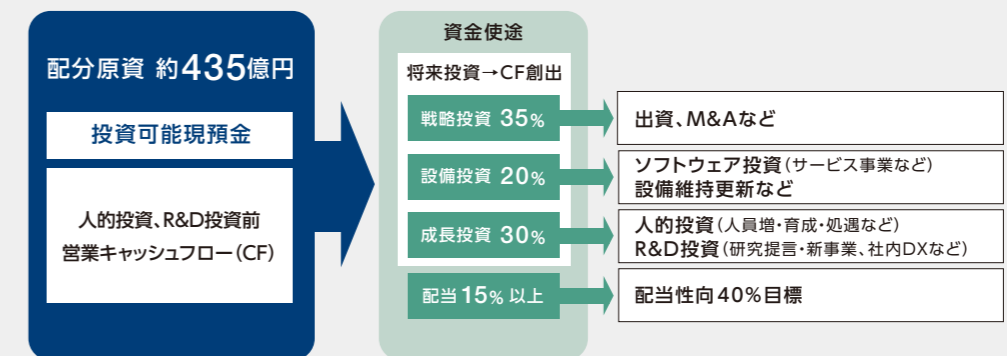 配分原資 約435億円
投資可能現預金
人的投資、R&D投資前
営業キャッシュフロー（CF）
資金使途
将来投資→CF創出
戦略投資 35%
出資、M&Aなど
設備投資 20%
ソフトウェア投資（サービス事業など）
設備維持更新など
成長投資 30%
人的投資（人員増・育成・処遇など）
R&D投資（研究提言・新事業、社内DXなど）
配当15% 以上
配当性向40%目標